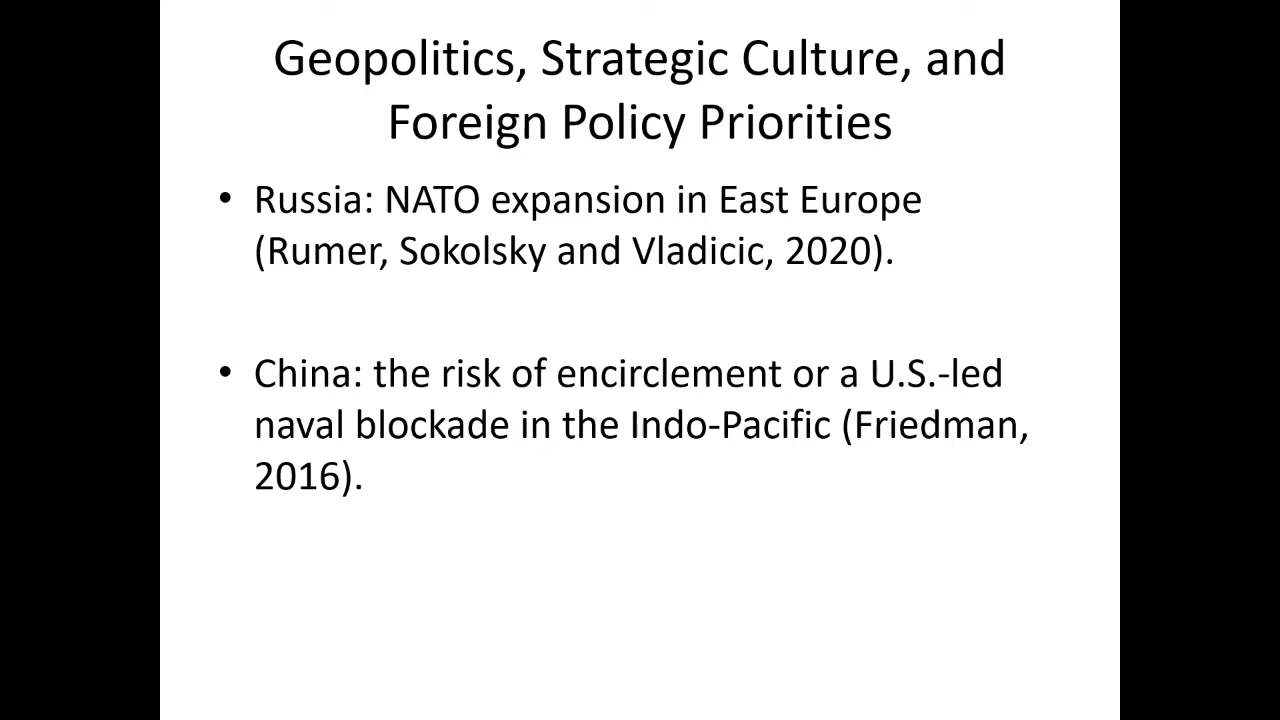 Geopolitics, Strategic Culture, and
Foreign Policy Priorities
• Russia: NATO expansion in East Europe
(Rumer, Sokolsky and Vladicic, 2020).
• China: the risk of encirclement or a U.S.-led
naval blockade in the Indo-Pacific (Friedman,
2016).